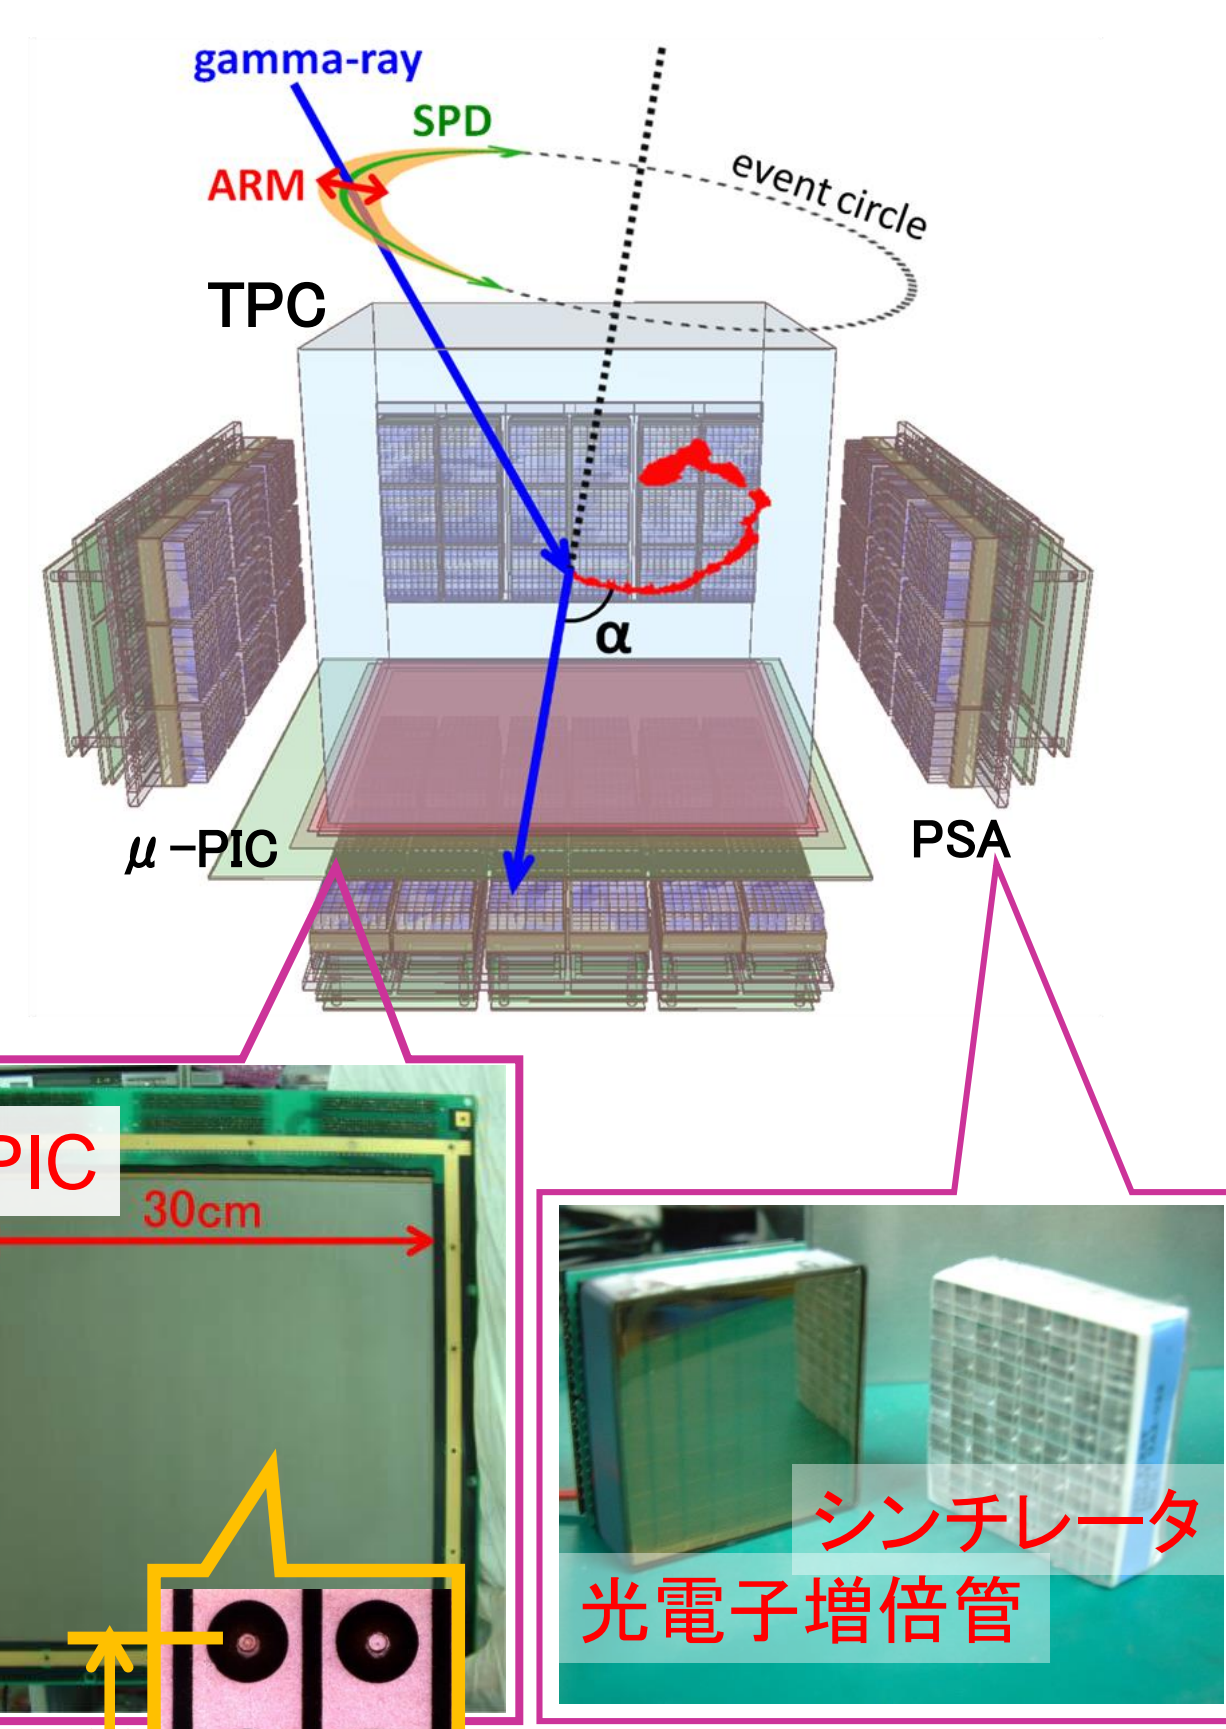 gamma-ray
SPD
ARM
event circle
TPC
α
μ-PIC
PSA
PIC
30cm
シンチレータ
光電子増倍管